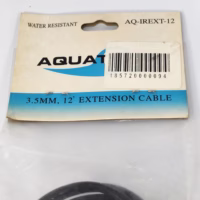 WATER RESISTANT
AQ-IREXT-12
AQUAT
3.5MM, 12' EXTENSION CABLE